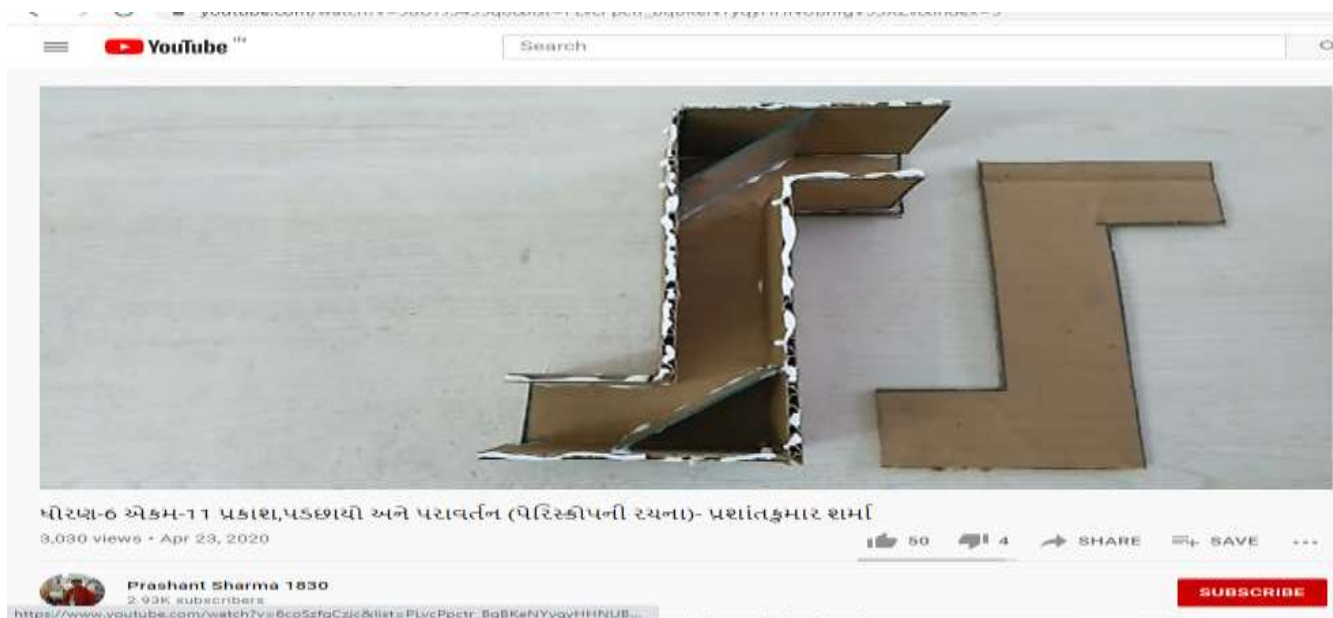 YouTube IN
Search
ધોરણ-6 એકમ-11 પ્રકાશ,પડછાયો અને પરાવર્તન (પેરિસ્કોપની રચના)- પ્રશાંતકુમાર શર્મા
3,030 views • Apr 23, 2020
50 4 SHARE SAVE
Prashant Sharma 1830
2.93K subscribers
SUBSCRIBE